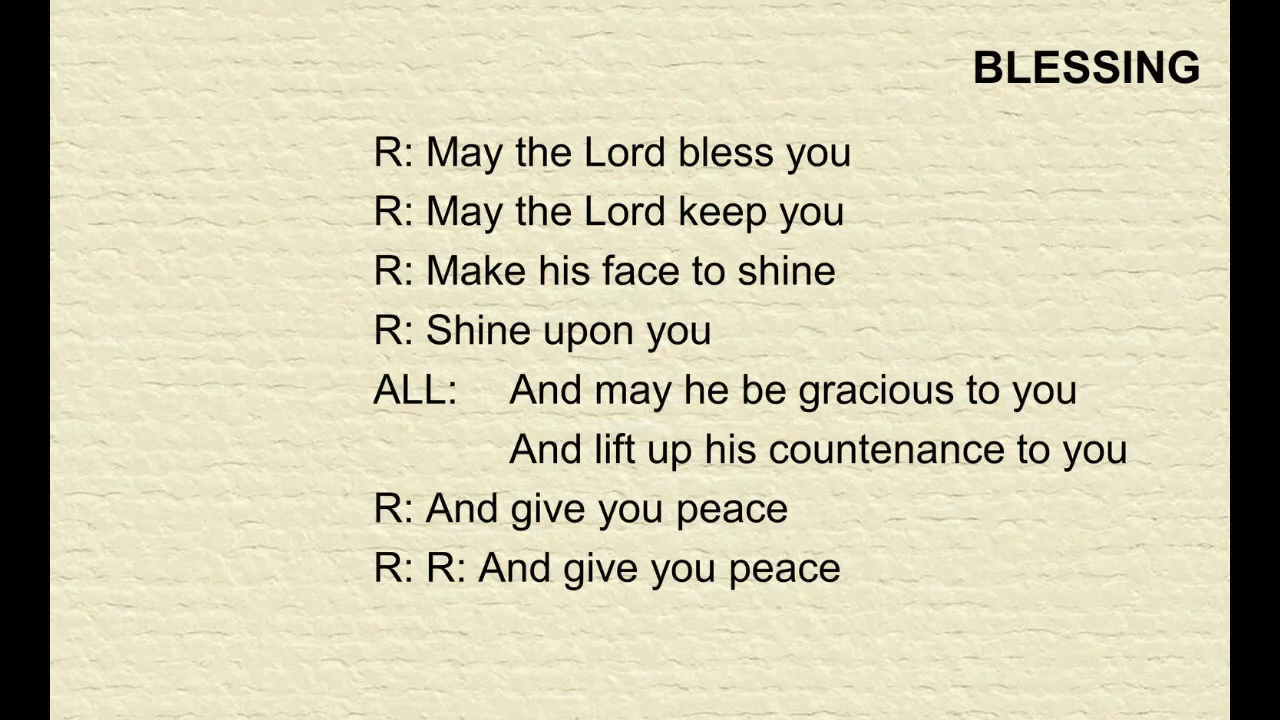 BLESSING
R: May the Lord bless you
R: May the Lord keep you
R: Make his face to shine
R: Shine upon you
ALL: And may he be gracious to you
And lift up his countenance to you
R: And give you peace
R: R: And give you peace